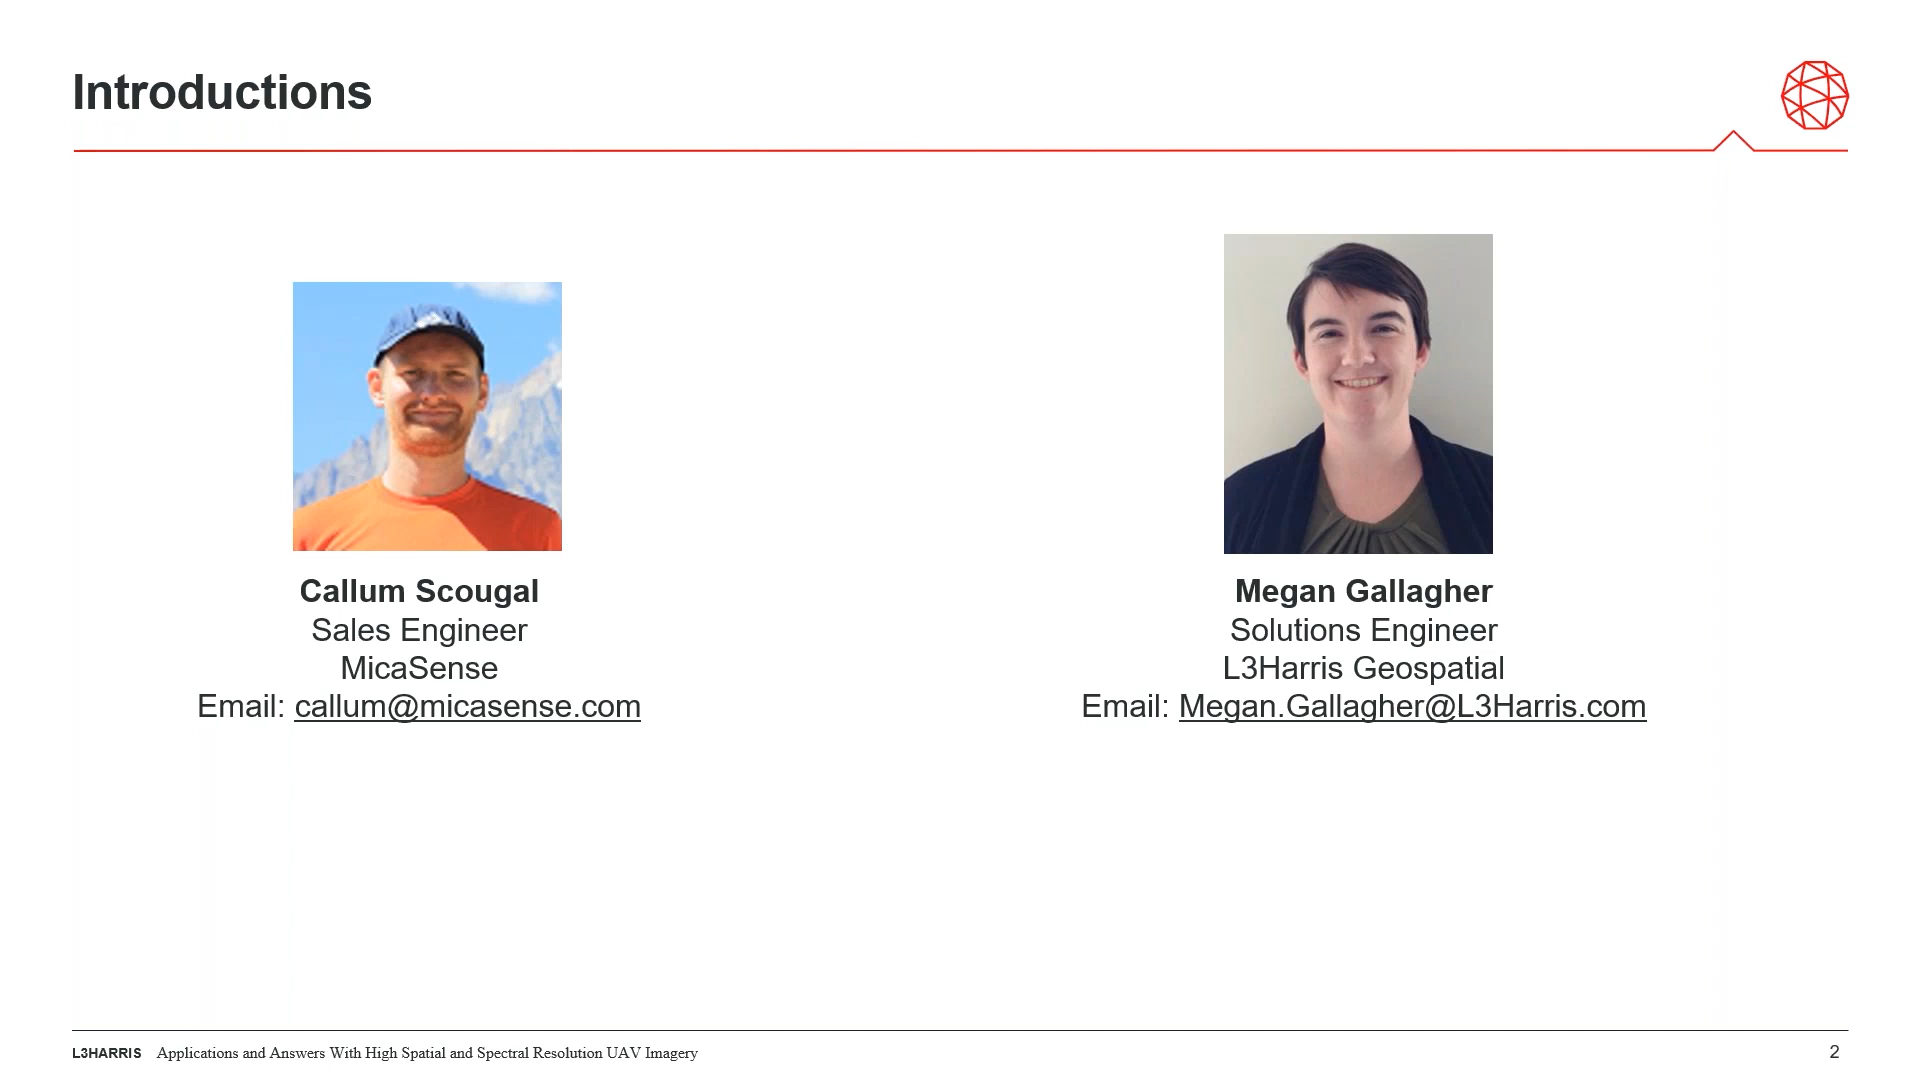 Introductions
Callum Scougal
Sales Engineer
MicaSense
Email: callum@micasense.com
Megan Gallagher
Solutions Engineer
L3Harris Geospatial
Email: Megan.Gallagher@L3Harris.com
L3HARRIS Applications and Answers With High Spatial and Spectral Resolution UAV Imagery
2